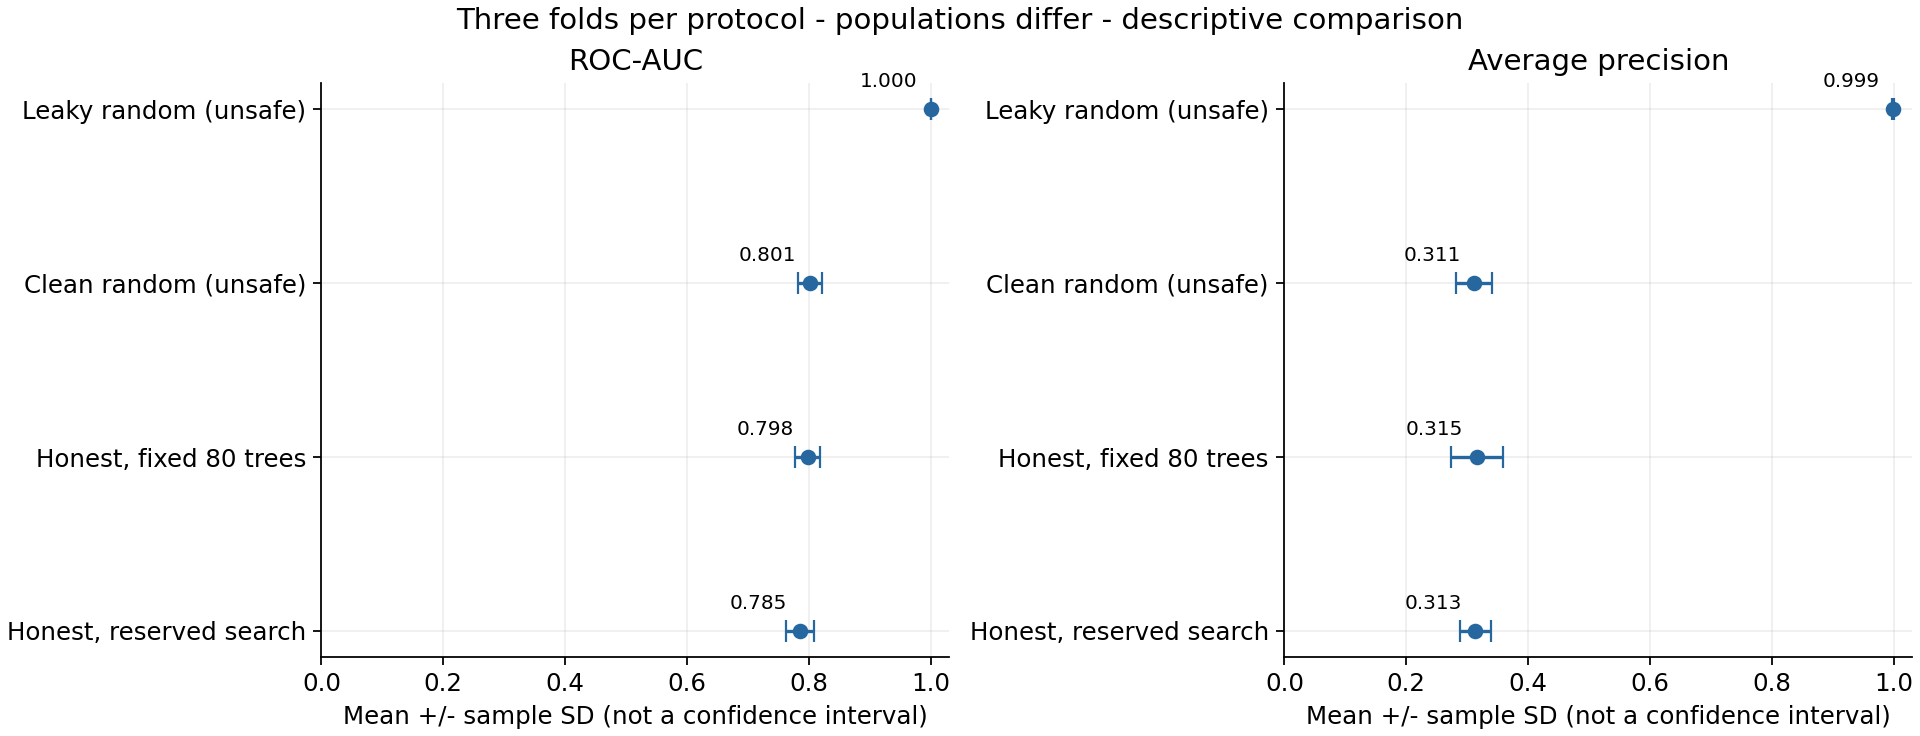 Three folds per protocol - populations differ - descriptive comparison
ROC-AUC
1.000
Leaky random (unsafe)
0.801
Clean random (unsafe)
0.798
Honest, fixed 80 trees
0.785
Honest, reserved search
0.0 0.2 0.4 0.6 0.8 1.0
Mean +/- sample SD (not a confidence interval)
Average precision
0.999
Leaky random (unsafe)
0.311
Clean random (unsafe)
0.315
Honest, fixed 80 trees
0.313
Honest, reserved search
0.0 0.2 0.4 0.6 0.8 1.0
Mean +/- sample SD (not a confidence interval)